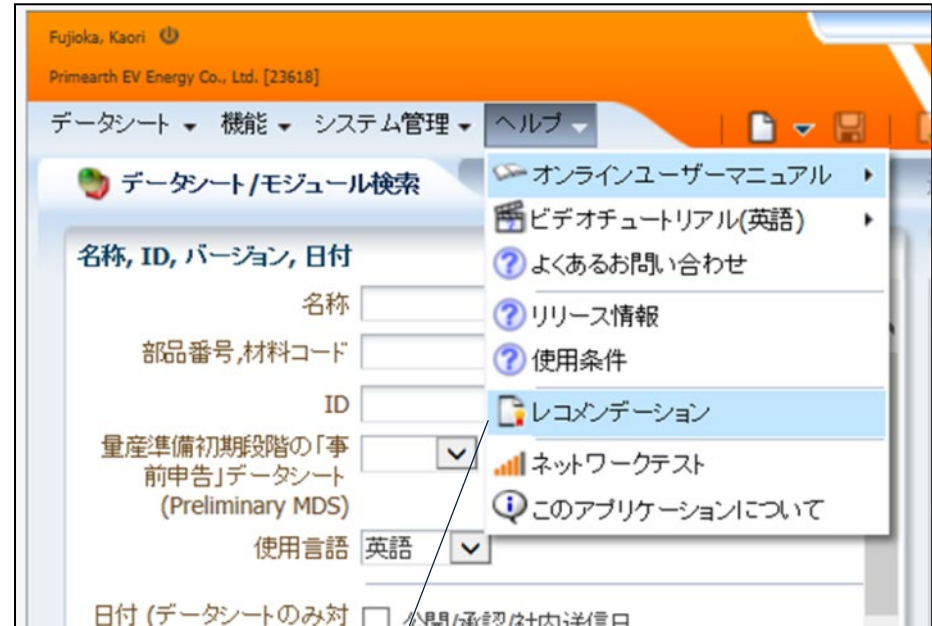 Fujioka, Kaori
Primearth EV Energy Co., Ltd. [23618]
データシート 機能 システム管理 ヘルプ
データシート/モジュール検索
オンラインユーザーマニュアル
ビデオチュートリアル(英語)
よくあるお問い合わせ
リリース情報
使用条件
レコメンデーション
ネットワークテスト
このアプリケーションについて
名称, ID, バージョン, 日付
名称
部品番号,材料コード
ID
量産準備初期段階の「事
前申告」データシート
(Preliminary MDS)
使用言語 英語
日付 (データシートのみ対
公開/承認/社内送信日